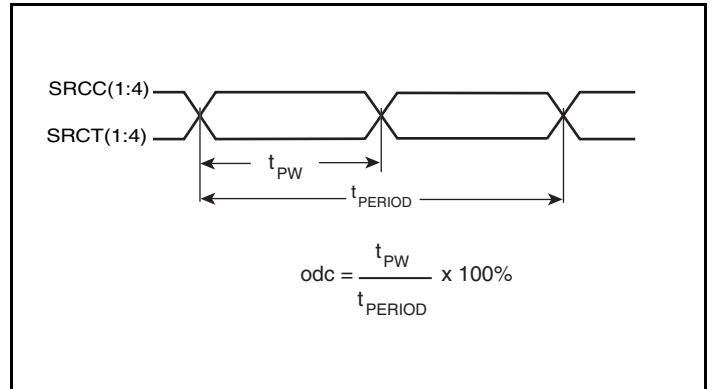 SRCC(1:4)
SRCT(1:4)
tPW
tPERIOD
odc = tPW / tPERIOD x 100%